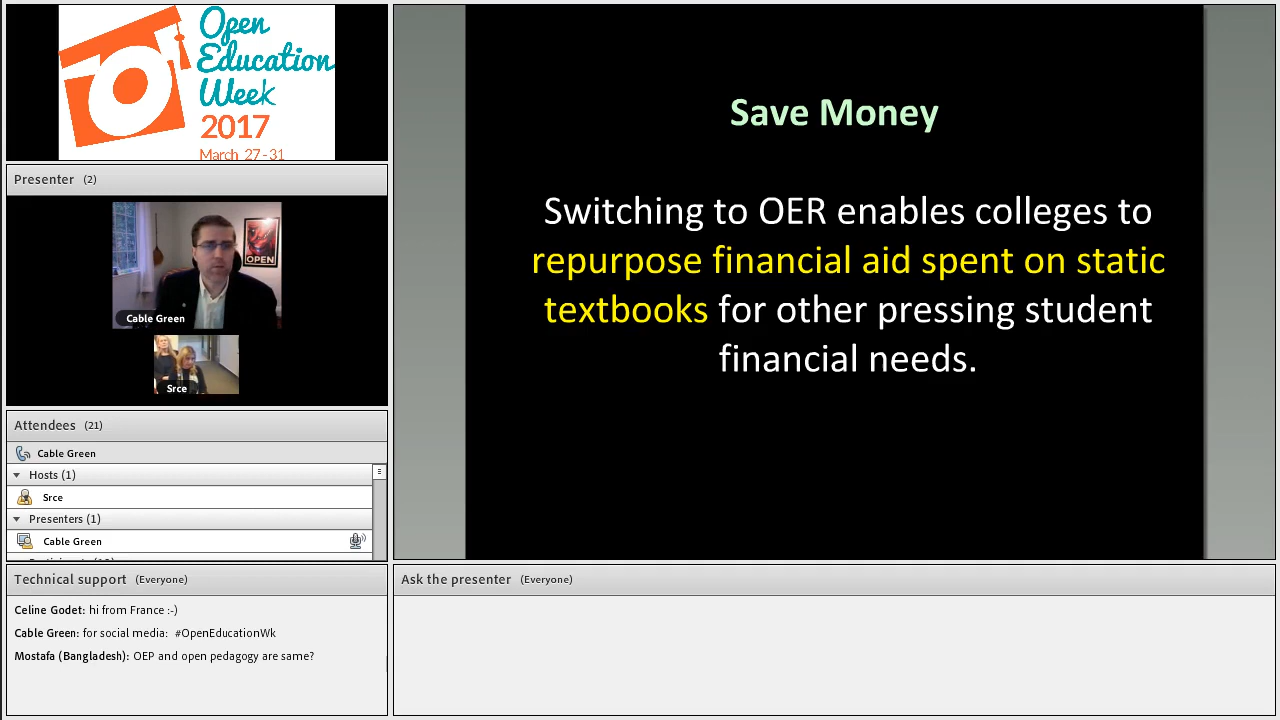 Open
Education
Week
2017
March 27-31
Presenter (2)
OPEN
Cable Green
Srce
Attendees (21)
Cable Green
Hosts (1)
Srce
Presenters (1)
Cable Green
Technical support (Everyone)
Celine Godet: hi from France :-)
Cable Green: for social media: #OpenEducationWk
Mostafa (Bangladesh): OEP and open pedagogy are same?
Save Money
Switching to OER enables colleges to
repurpose financial aid spent on static
textbooks for other pressing student
financial needs.
Ask the presenter (Everyone)